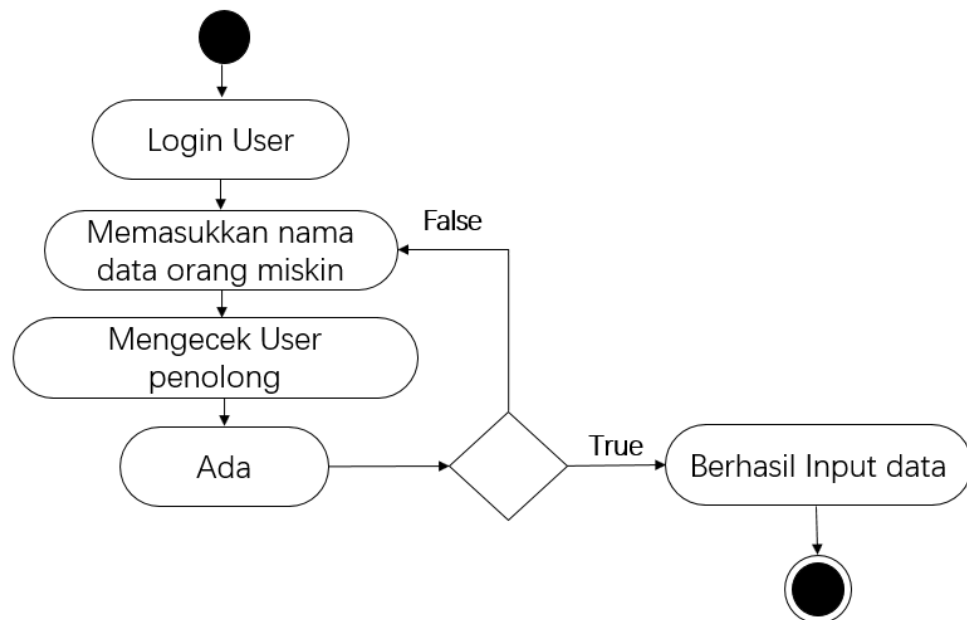 Login User
Memasukkan nama
data orang miskin
False
Mengecek User
penolong
Ada
True
Berhasil Input data